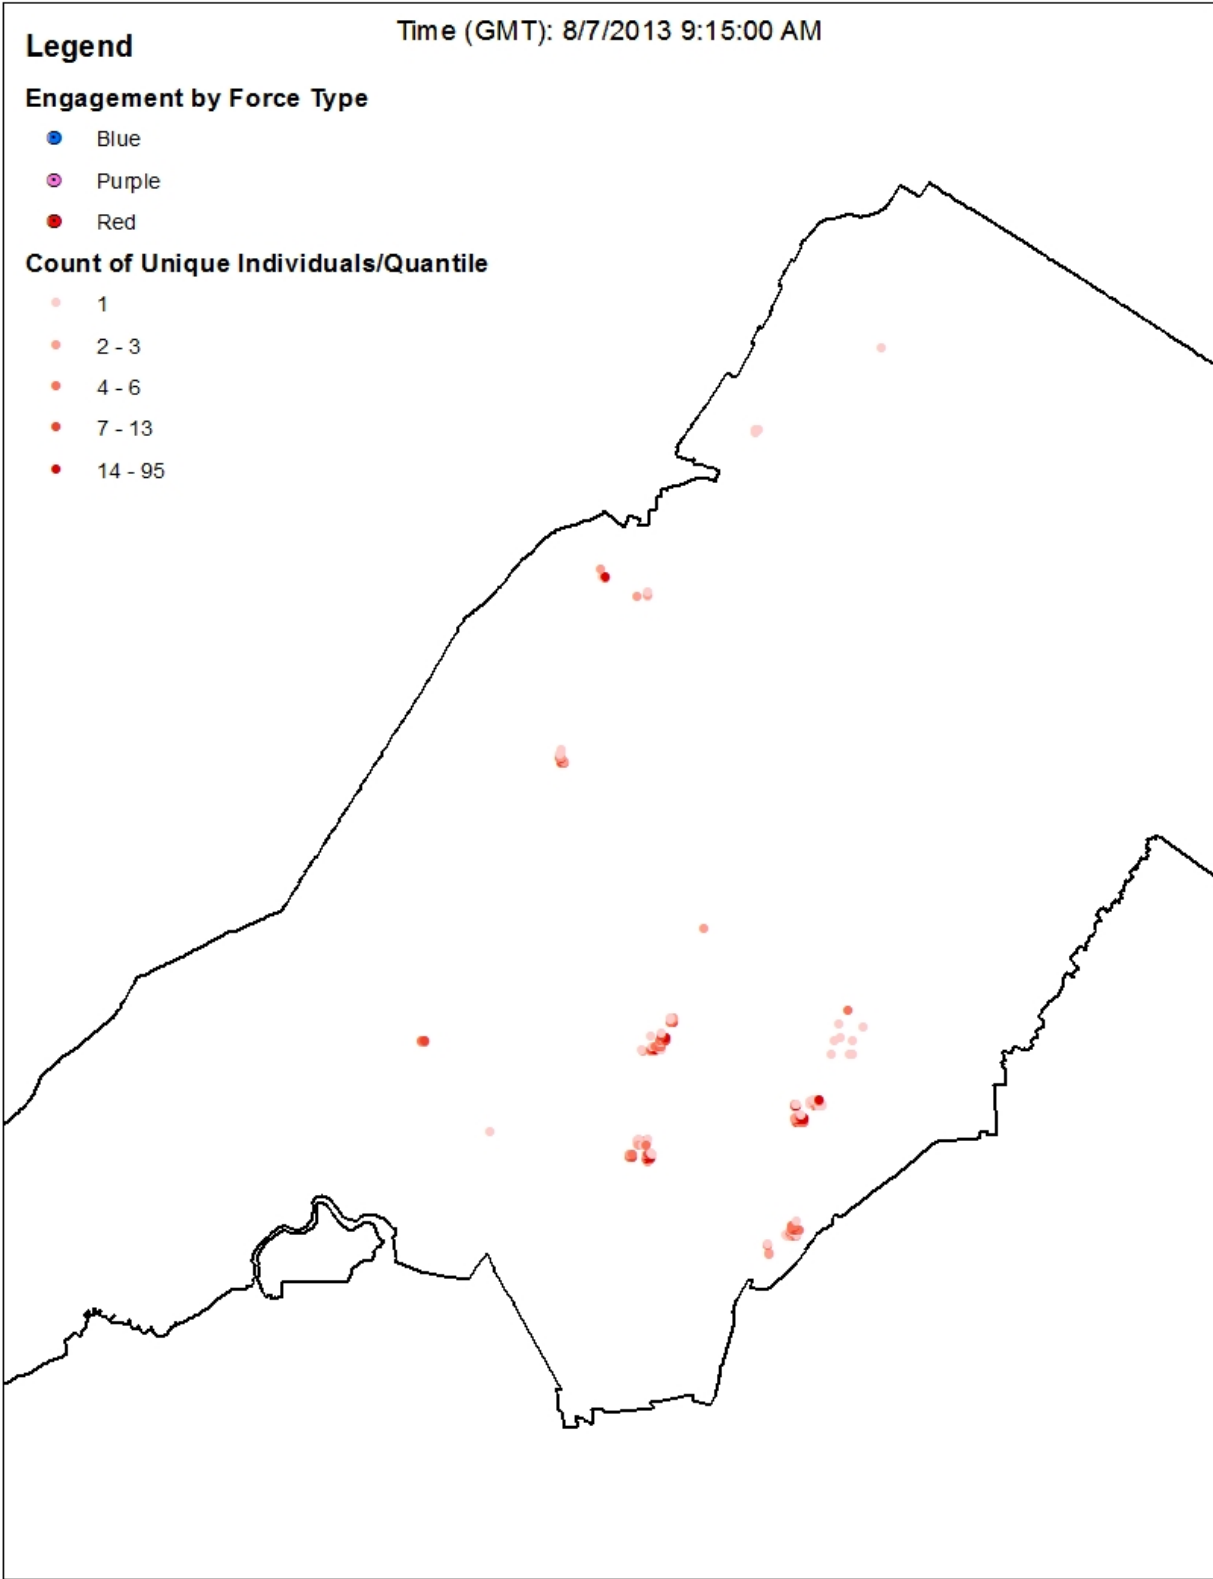 Time (GMT): 8/7/2013 9:15:00 AM
Legend
Engagement by Force Type
Blue
Purple
Red
Count of Unique Individuals/Quantile
1
2 - 3
4 - 6
7 - 13
14 - 95